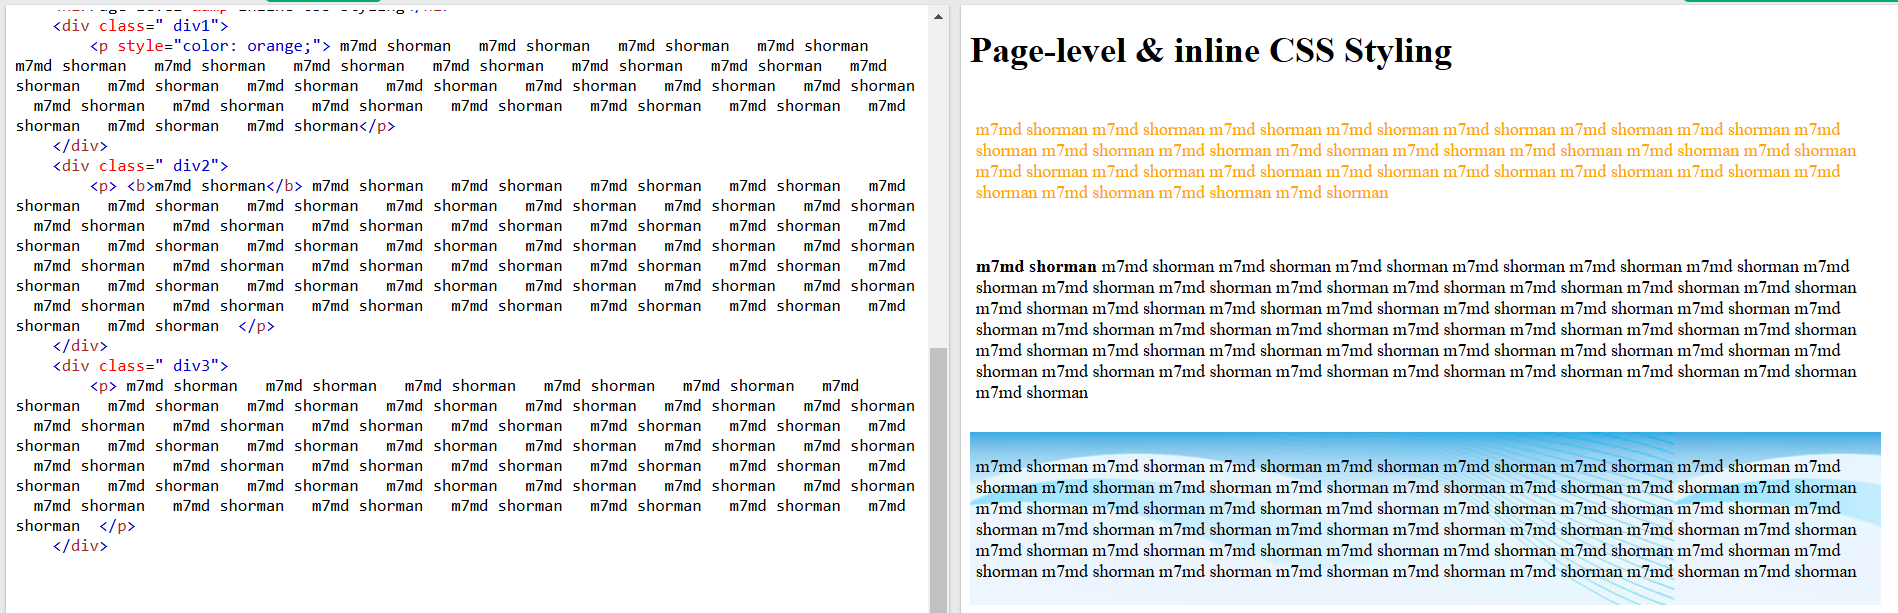 <h1>Page-level &amp; inline CSS Styling</h1>
<div class=" div1">
<p style="color: orange;"> m7md shorman m7md shorman m7md shorman m7md shorman
m7md shorman m7md shorman m7md shorman m7md shorman m7md shorman m7md shorman m7md
shorman m7md shorman m7md shorman m7md shorman m7md shorman m7md shorman m7md shorman
m7md shorman m7md shorman m7md shorman m7md shorman m7md shorman m7md shorman m7md
shorman m7md shorman m7md shorman</p>
</div>
<div class=" div2">
<p> <b>m7md shorman</b> m7md shorman m7md shorman m7md shorman m7md shorman m7md
shorman m7md shorman m7md shorman m7md shorman m7md shorman m7md shorman m7md shorman
m7md shorman m7md shorman m7md shorman m7md shorman m7md shorman m7md shorman m7md
shorman m7md shorman m7md shorman m7md shorman m7md shorman m7md shorman m7md shorman
m7md shorman m7md shorman m7md shorman m7md shorman m7md shorman m7md shorman m7md
shorman m7md shorman m7md shorman m7md shorman m7md shorman m7md shorman m7md shorman
m7md shorman m7md shorman m7md shorman m7md shorman m7md shorman m7md shorman m7md
shorman m7md shorman </p>
</div>
<div class=" div3">
<p> m7md shorman m7md shorman m7md shorman m7md shorman m7md shorman m7md
shorman m7md shorman m7md shorman m7md shorman m7md shorman m7md shorman m7md shorman
m7md shorman m7md shorman m7md shorman m7md shorman m7md shorman m7md shorman m7md
shorman m7md shorman m7md shorman m7md shorman m7md shorman m7md shorman m7md shorman
m7md shorman m7md shorman m7md shorman m7md shorman m7md shorman m7md shorman m7md
shorman m7md shorman m7md shorman m7md shorman m7md shorman m7md shorman m7md shorman
m7md shorman m7md shorman m7md shorman m7md shorman m7md shorman m7md shorman m7md
shorman </p>
</div>
Page-level & inline CSS Styling
m7md shorman m7md shorman m7md shorman m7md shorman m7md shorman m7md shorman m7md shorman m7md
shorman m7md shorman m7md shorman m7md shorman m7md shorman m7md shorman m7md shorman m7md shorman
m7md shorman m7md shorman m7md shorman m7md shorman m7md shorman m7md shorman m7md shorman m7md
shorman m7md shorman m7md shorman m7md shorman
m7md shorman m7md shorman m7md shorman m7md shorman m7md shorman m7md shorman m7md shorman m7md
shorman m7md shorman m7md shorman m7md shorman m7md shorman m7md shorman m7md shorman m7md shorman
m7md shorman m7md shorman m7md shorman m7md shorman m7md shorman m7md shorman m7md shorman m7md
shorman m7md shorman m7md shorman m7md shorman m7md shorman m7md shorman m7md shorman m7md shorman
m7md shorman m7md shorman m7md shorman m7md shorman m7md shorman m7md shorman m7md shorman m7md
shorman m7md shorman m7md shorman m7md shorman m7md shorman m7md shorman m7md shorman m7md shorman
m7md shorman
m7md shorman m7md shorman m7md shorman m7md shorman m7md shorman m7md shorman m7md shorman m7md
shorman m7md shorman m7md shorman m7md shorman m7md shorman m7md shorman m7md shorman m7md shorman
m7md shorman m7md shorman m7md shorman m7md shorman m7md shorman m7md shorman m7md shorman m7md
shorman m7md shorman m7md shorman m7md shorman m7md shorman m7md shorman m7md shorman m7md shorman
m7md shorman m7md shorman m7md shorman m7md shorman m7md shorman m7md shorman m7md shorman m7md
shorman m7md shorman m7md shorman m7md shorman m7md shorman m7md shorman m7md shorman m7md shorman